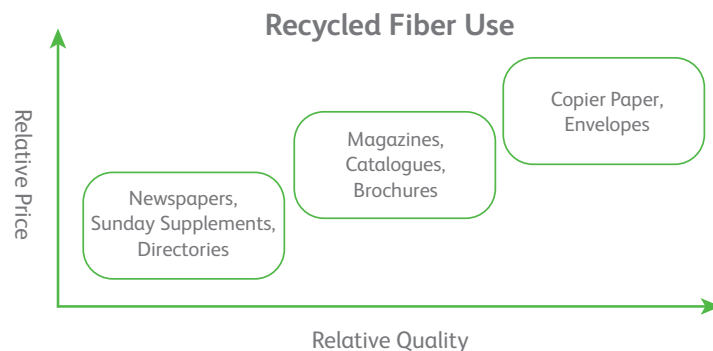 Recycled Fiber Use
Relative Price
Copier Paper,
Envelopes
Magazines,
Catalogues,
Brochures
Newspapers,
Sunday Supplements,
Directories
Relative Quality